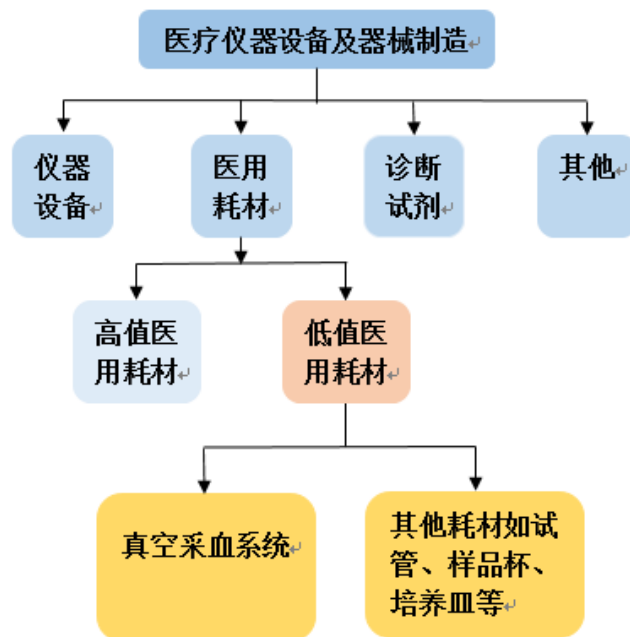 医疗仪器设备及器械制造
仪器
设备
医用
耗材
诊断
试剂
其他
高值医
用耗材
低值医
用耗材
真空采血系统
其他耗材如试
管、样品杯、
培养皿等